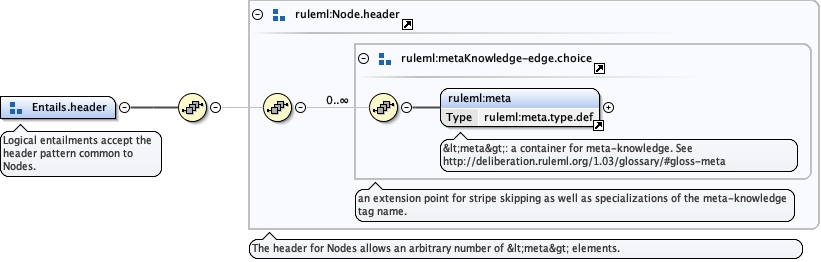 ruleml:Node.header
ruleml:metaKnowledge-edge.choice
0..∞
Entails.header
ruleml:meta
Type ruleml:meta.type.def
Logical entailments accept the
header pattern common to
Nodes.
&lt;meta&gt;: a container for meta-knowledge. See
http://deliberation.ruleml.org/1.03/glossary/#gloss-meta
an extension point for stripe skipping as well as specializations of the meta-knowledge
tag name.
The header for Nodes allows an arbitrary number of &lt;meta&gt; elements.